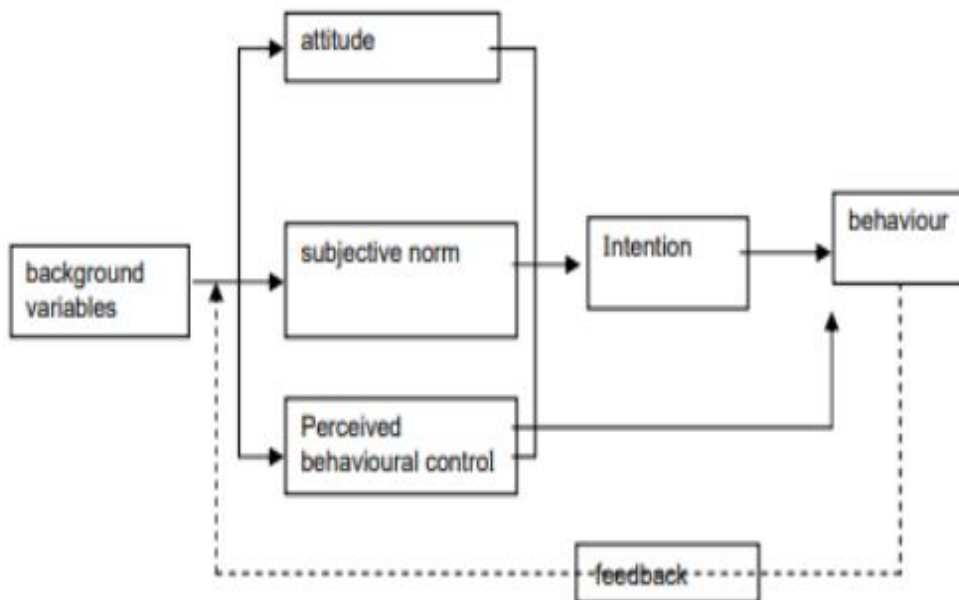 attitude
subjective norm
Intention
behaviour
background
variables
Perceived
behavioural control
feedback